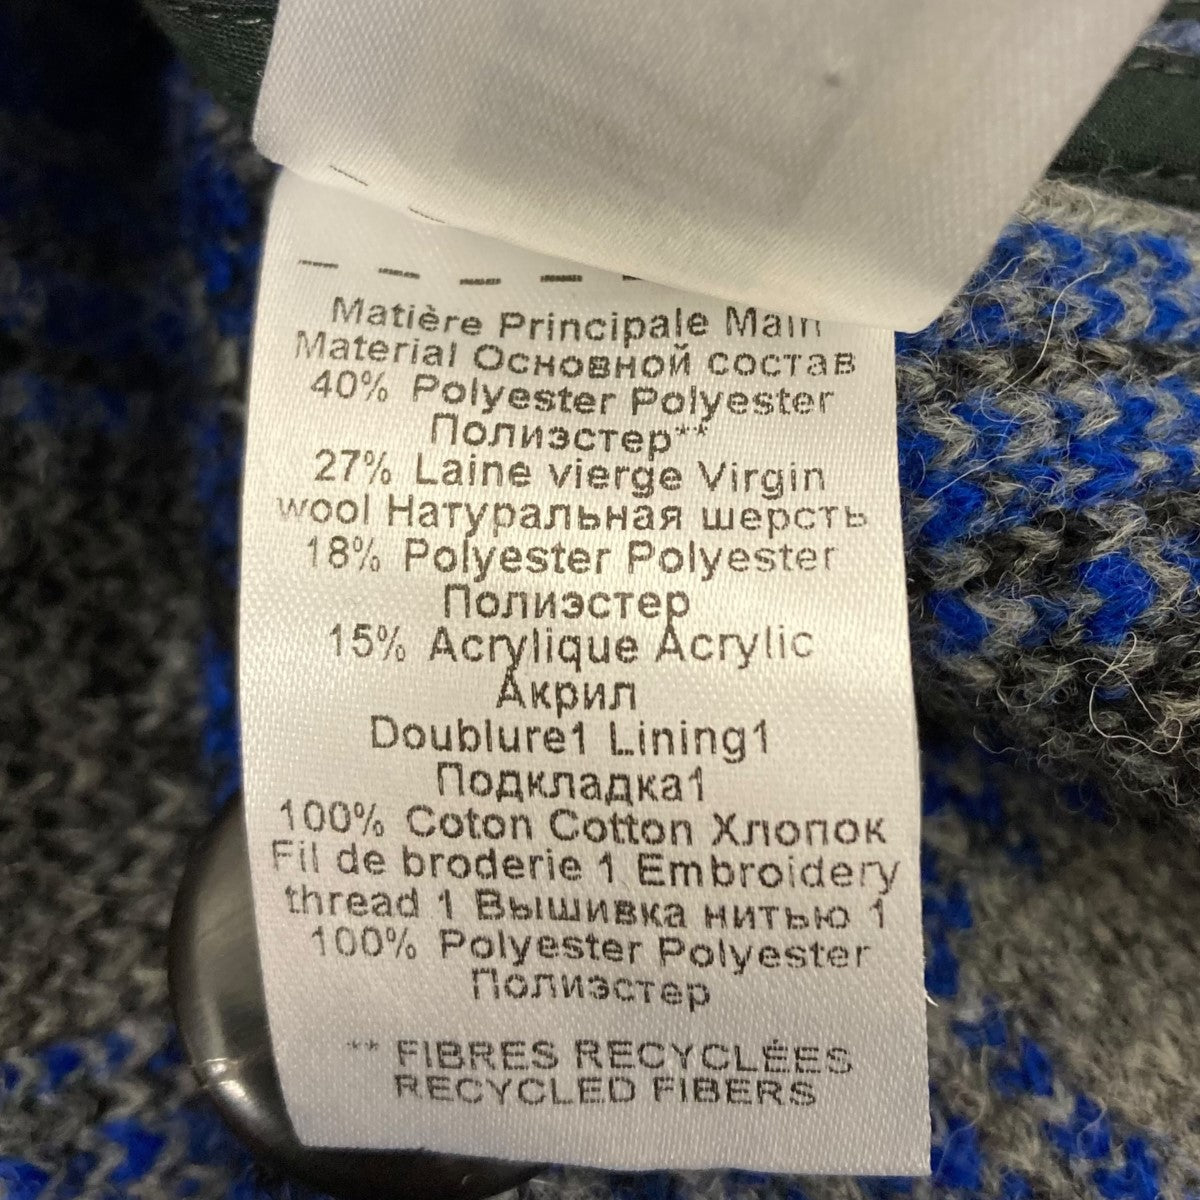 Matière Principale Main
Material Основной состав
40% Polyester Polyester
Полиэстер**
27% Laine vierge Virgin
wool Натуральная шерсть
18% Polyester Polyester
Полиэстер
15% Acrylique Acrylic
Акрил
Doublure1 Lining1
Подкладка1
100% Coton Cotton Хлопок
Fil de broderie 1 Embroidery
thread 1 Вышивка нитью 1
100% Polyester Polyester
Полиэстер
** FIBRES RECYCLÉES
RECYCLED FIBERS